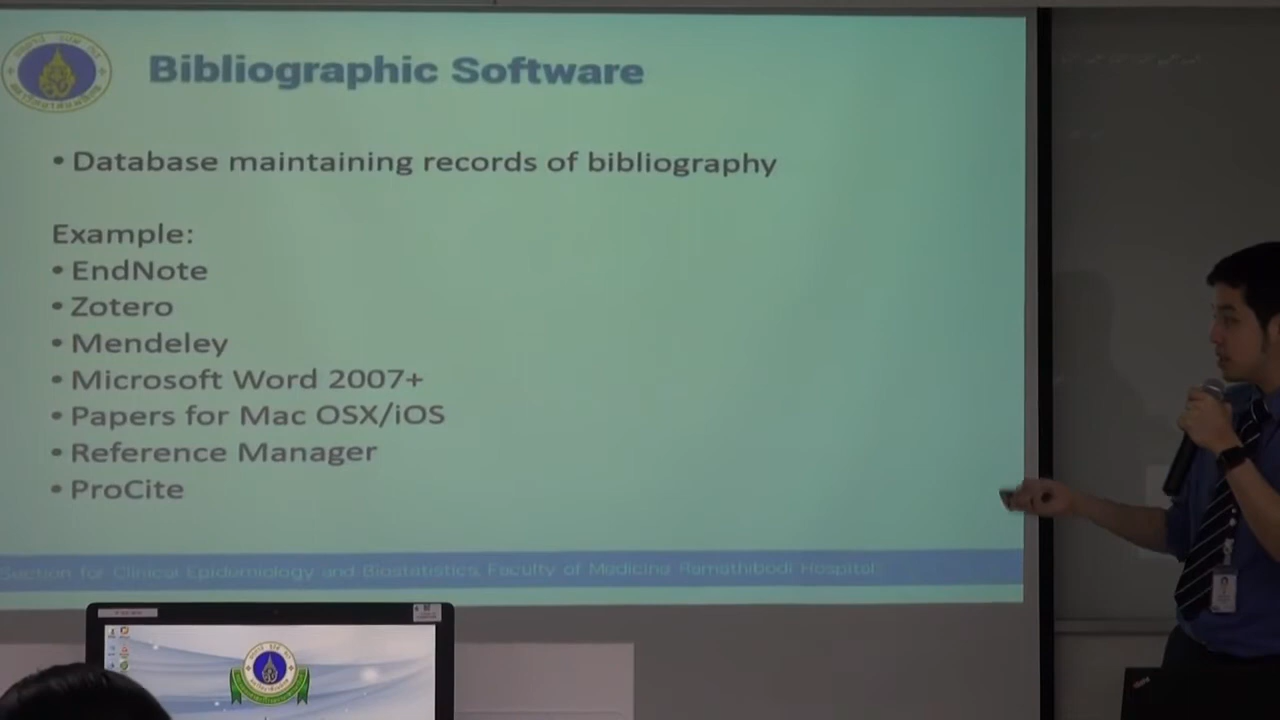 Bibliographic Software
• Database maintaining records of bibliography
Example:
• EndNote
• Zotero
• Mendeley
• Microsoft Word 2007+
• Papers for Mac OSX/iOS
• Reference Manager
• ProCite
Section for Clinical Epidemiology and Biostatistics, Faculty of Medicine Ramathibodi Hospital